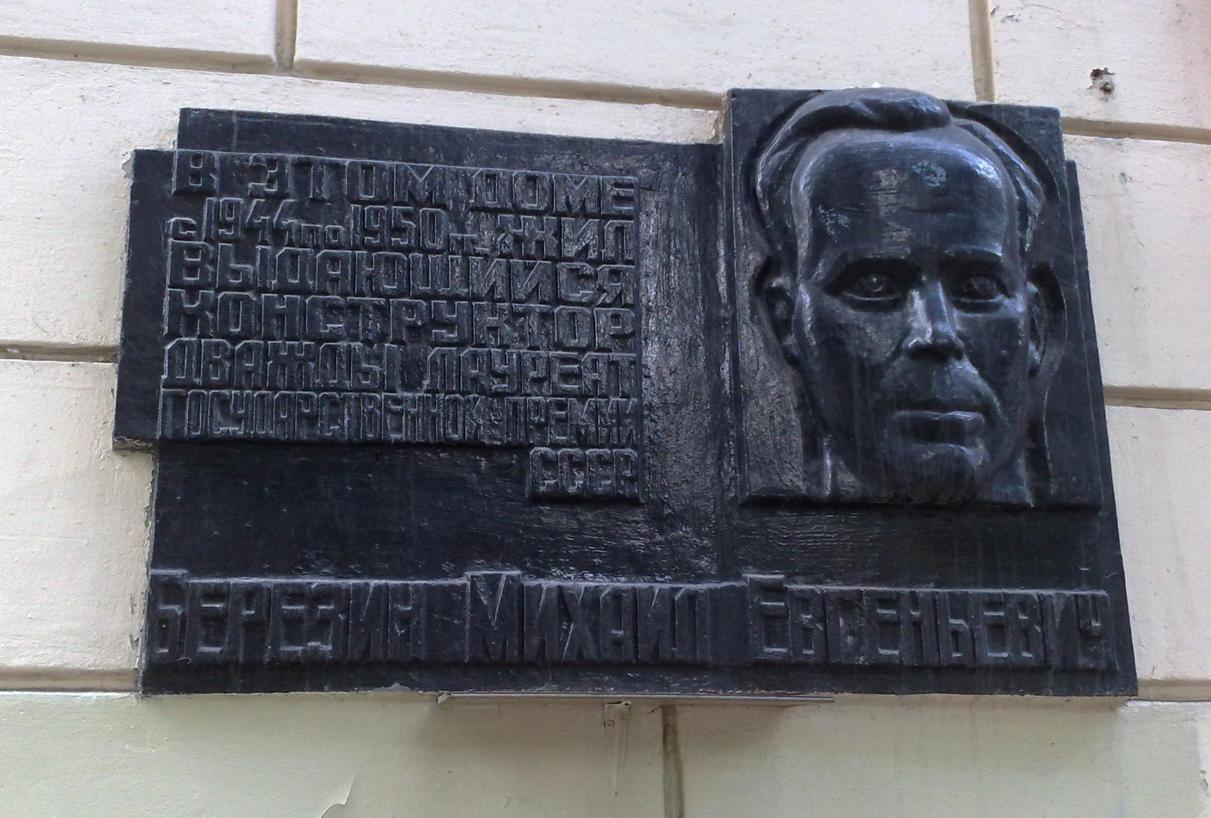 В ЭТОМ ДОМЕ
с 1944 по 1950 г. ЖИЛ
ВЫДАЮЩИЙСЯ
КОНСТРУКТОР
ДВАЖДЫ ЛАУРЕАТ
ГОСУДАРСТВЕННОЙ ПРЕМИИ
СССР
БЕРЕЗИН МИХАИЛ ЕВГЕНЬЕВИЧ